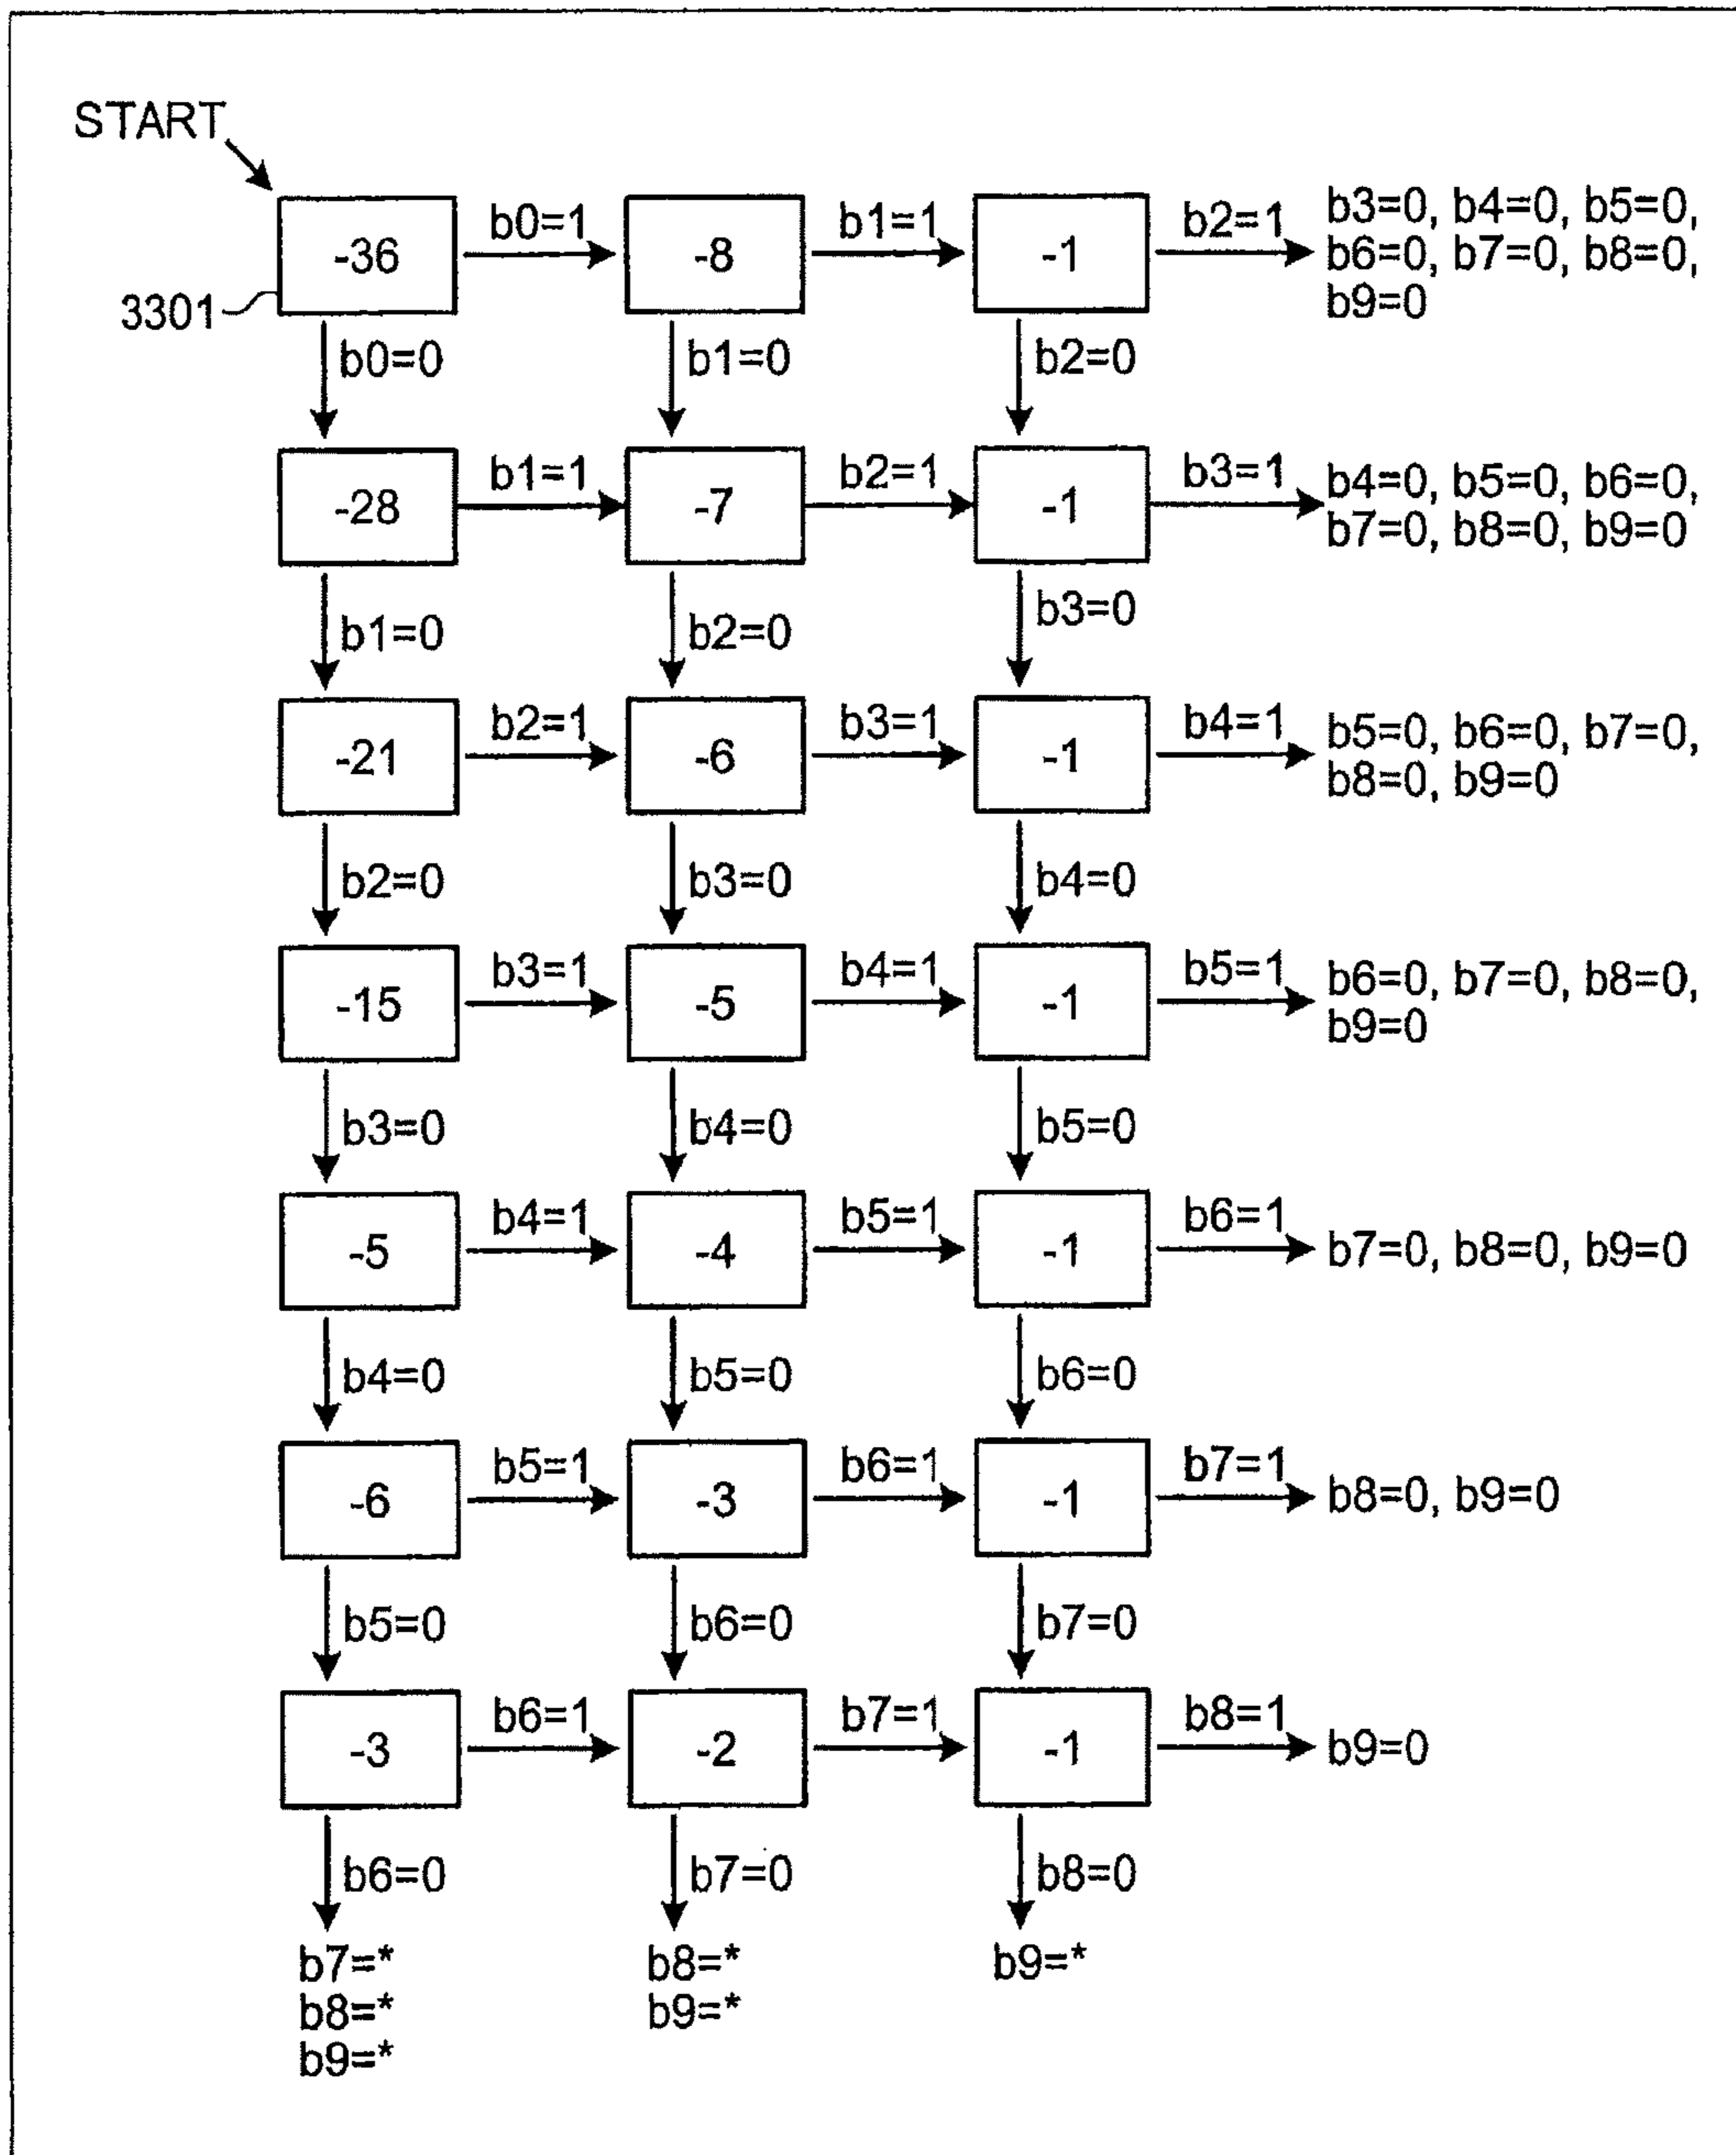 START
b0=1
b1=1
b2=1
b3=0, b4=0, b5=0,
-36
-8
-1
b6=0, b7=0, b8=0,
b9=0
3301
b0=0
b1=0
b2=0
b1=1
b2=1
b3=1
b4=0, b5=0, b6=0,
-28
-7
-1
b7=0, b8=0, b9=0
b1=0
b2=0
b3=0
b2=1
b3=1
b4=1
b5=0, b6=0, b7=0,
-21
-6
-1
b8=0, b9=0
b2=0
b3=0
b4=0
b3=1
b4=1
b5=1
b6=0, b7=0, b8=0,
-15
-5
-1
b9=0
b3=0
b4=0
b5=0
b4=1
b5=1
b6=1
-5
-4
-1
b7=0, b8=0, b9=0
b4=0
b5=0
b6=0
b5=1
b6=1
b7=1
-6
-3
-1
b8=0, b9=0
b5=0
b6=0
b7=0
b6=1
b7=1
b8=1
-3
-2
-1
b9=0
b6=0
b7=0
b8=0
b7=*
b8=*
b9=*
b8=*
b9=*
b9=*